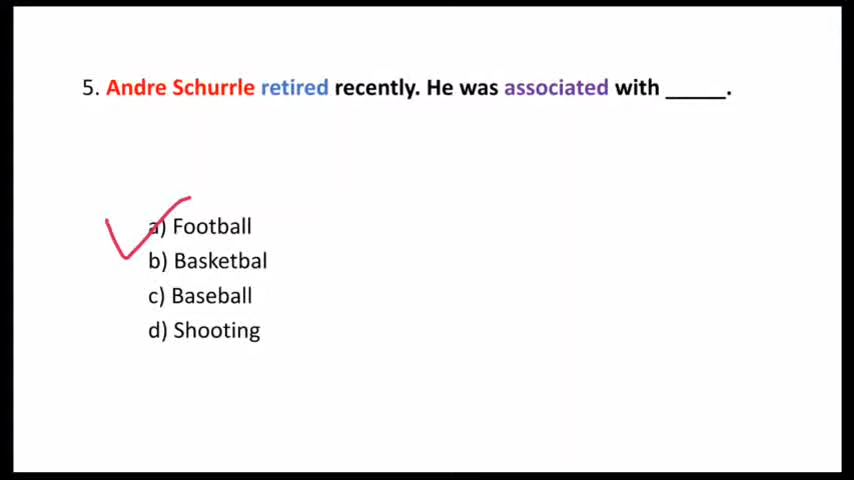 5. Andre Schurrle retired recently. He was associated with _____.
a) Football
b) Basketbal
c) Baseball
d) Shooting